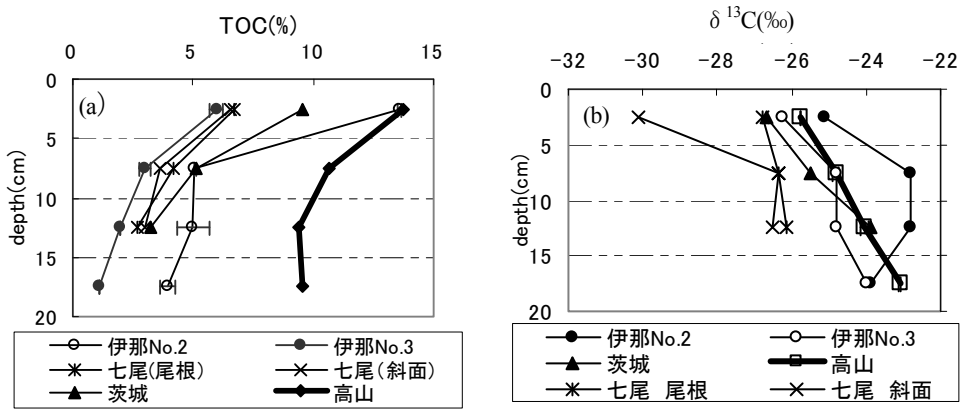 TOC(%)
0 5 10 15
0
5
10
15
20
depth(cm)
(a)
伊那No.2 伊那No.3
七尾(尾根) 七尾(斜面)
茨城 高山
δ 13C(‰)
-32 -30 -28 -26 -24 -22
0
5
10
15
20
depth(cm)
(b)
伊那No.2 伊那No.3
茨城 高山
七尾 尾根 七尾 斜面